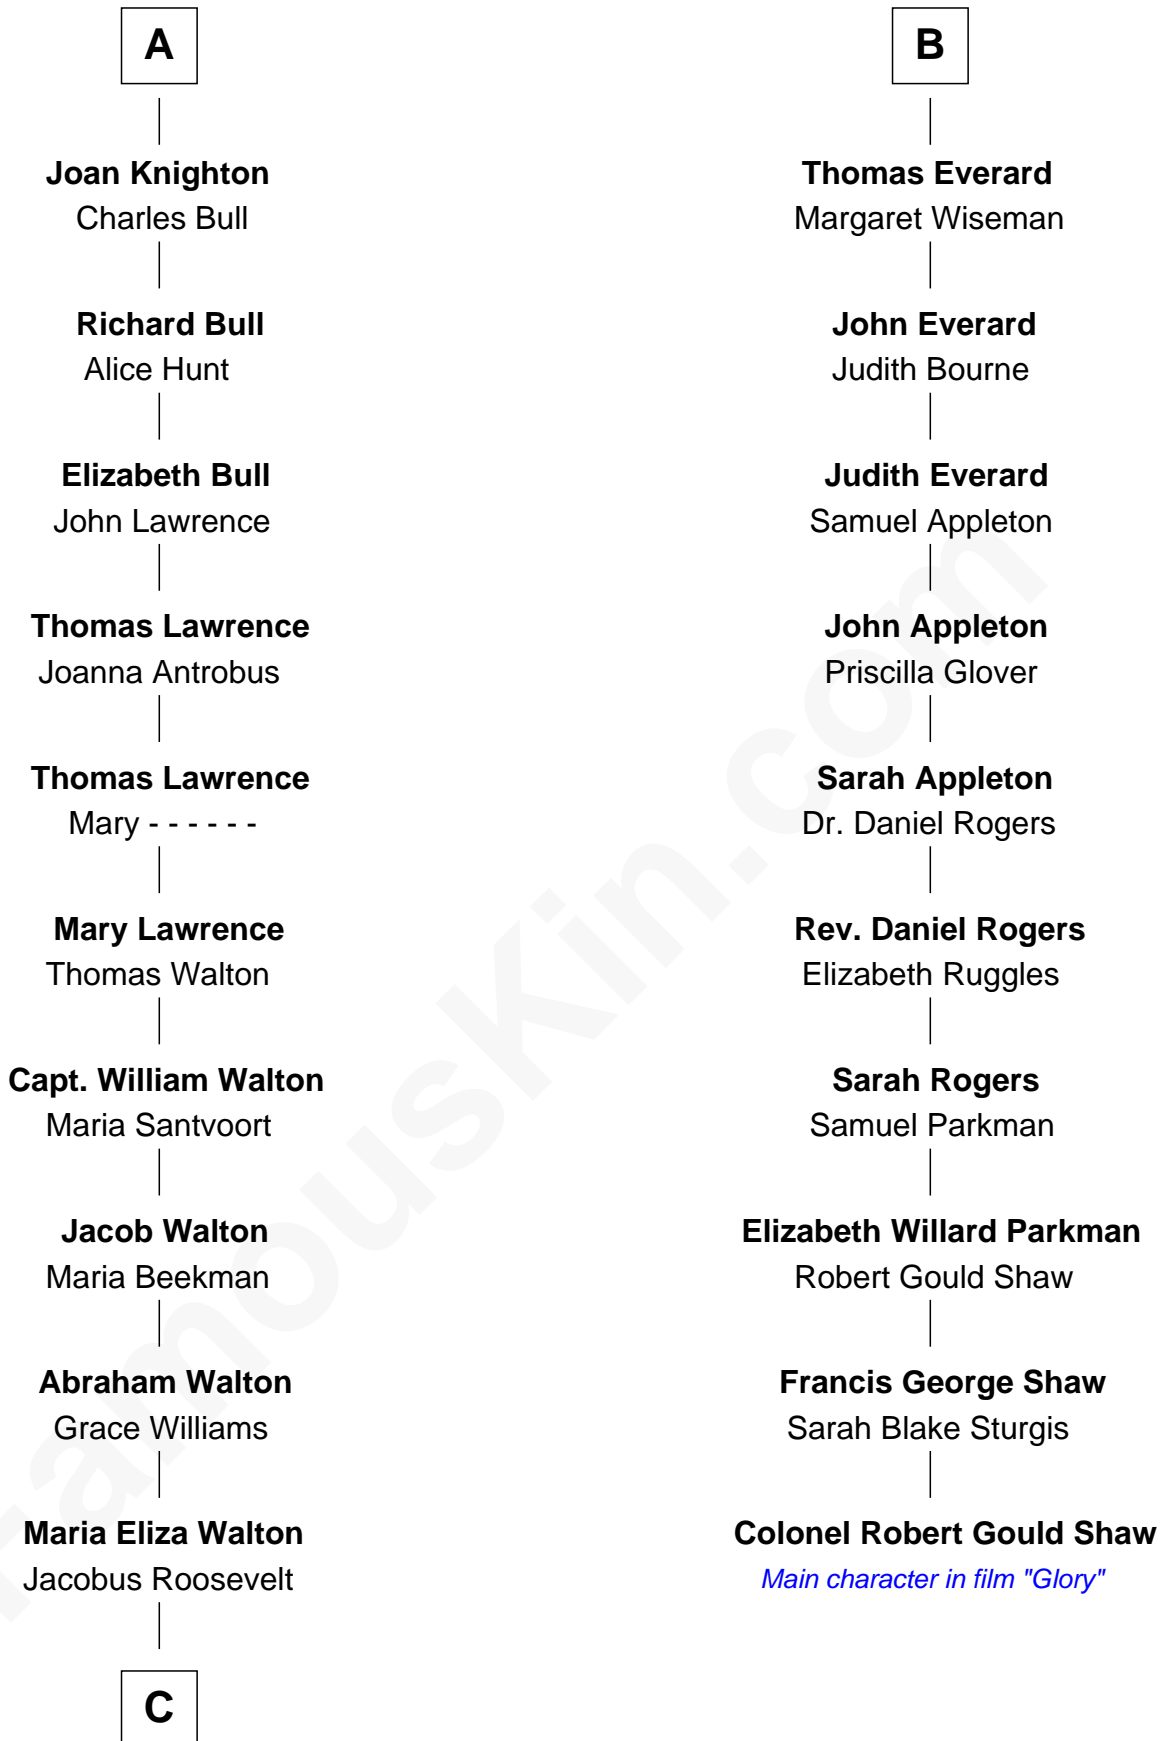 A
Joan Knighton
Charles Bull
Richard Bull
Alice Hunt
Elizabeth Bull
John Lawrence
Thomas Lawrence
Joanna Antrobus
Thomas Lawrence
Mary - - - - - -
Mary Lawrence
Thomas Walton
Capt. William Walton
Maria Santvoort
Jacob Walton
Maria Beekman
Abraham Walton
Grace Williams
Maria Eliza Walton
Jacobus Roosevelt
C
B
Thomas Everard
Margaret Wiseman
John Everard
Judith Bourne
Judith Everard
Samuel Appleton
John Appleton
Priscilla Glover
Sarah Appleton
Dr. Daniel Rogers
Rev. Daniel Rogers
Elizabeth Ruggles
Sarah Rogers
Samuel Parkman
Elizabeth Willard Parkman
Robert Gould Shaw
Francis George Shaw
Sarah Blake Sturgis
Colonel Robert Gould Shaw
Main character in film "Glory"
FamousKin.com